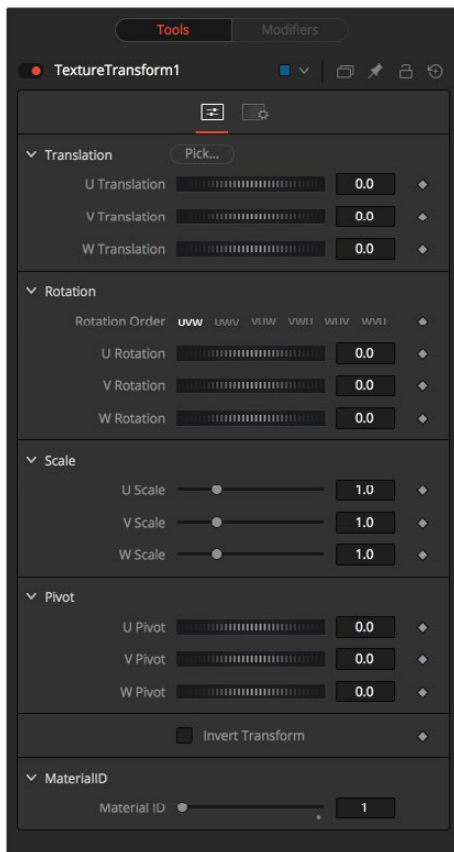 Tools Modifiers
TextureTransform1
Translation Pick...
U Translation 0.0
V Translation 0.0
W Translation 0.0
Rotation
Rotation Order UVW UWV VUW VWU WUV WVU
U Rotation 0.0
V Rotation 0.0
W Rotation 0.0
Scale
U Scale 1.0
V Scale 1.0
W Scale 1.0
Pivot
U Pivot 0.0
V Pivot 0.0
W Pivot 0.0
Invert Transform
MaterialID
Material ID 1